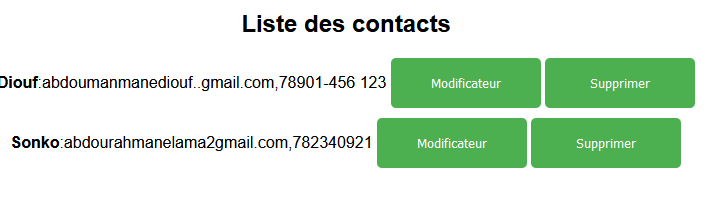 Liste des contacts
Diouf:abdoumanmanediouf..gmail.com,78901-456 123 Modificateur Supprimer
Sonko:abdourahmanelama2gmail.com,782340921 Modificateur Supprimer